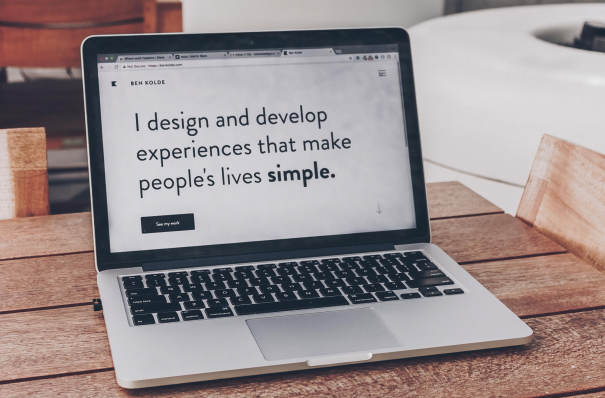 BEN KOLDE
I design and develop
experiences that make
people's lives simple.
See my work